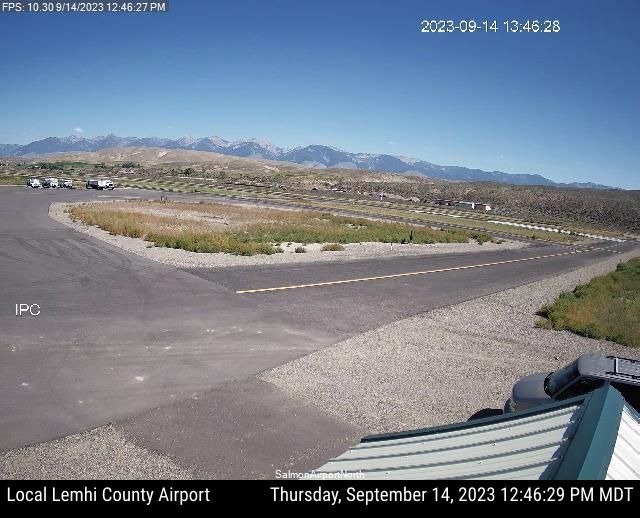 FPS: 10.30 9/14/2023 12:46:27 PM
2023-09-14 13:46:28
IPC
SalmonAirportNorth
Local Lemhi County Airport Thursday, September 14, 2023 12:46:29 PM MDT